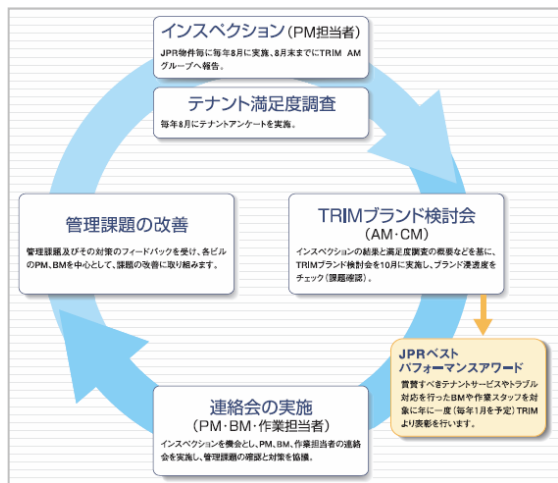 インスペクション(PM担当者)
JPR物件毎に毎年8月に実施、8月末までにTRIM AM
グループへ報告。
テナント満足度調査
毎年8月にテナントアンケートを実施。
管理課題の改善
管理課題及びその対策のフィードバックを受け、各ビル
のPM、BMを中心として、課題の改善に取り組みます。
TRIMブランド検討会
(AM・CM)
インスペクションの結果と満足度調査の概要などを基に、
TRIMブランド検討会を10月に実施し、ブランド浸透度を
チェック(課題確認)。
JPRベスト
パフォーマンスアワード
賞賛すべきテナントサービスやトラブル
対応を行ったBMや作業スタッフを対
象に年に一度(毎年1月を予定)TRIM
より表彰を行います。
連絡会の実施
(PM・BM・作業担当者)
インスペクションを機会とし、PM、BM、作業担当者の連絡
会を実施し、管理課題の確認と対策を協議。